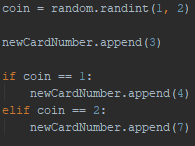 coin = random.randint(1, 2)
newCardNumber.append(3)
if coin == 1:
    newCardNumber.append(4)
elif coin == 2:
    newCardNumber.append(7)